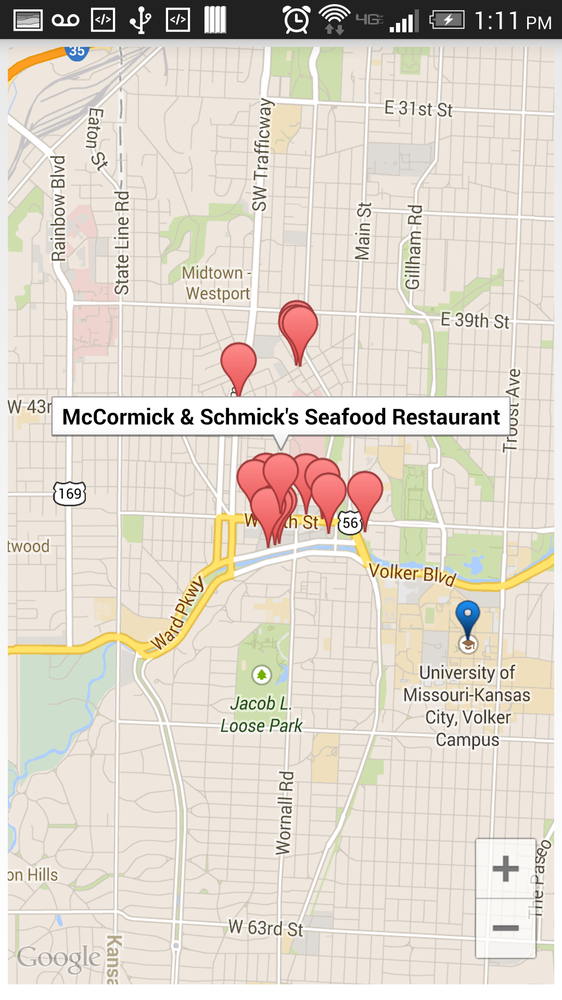 1:11 PM
35
E 31st St
Eaton St
SW Trafficway
Rainbow Blvd
State Line Rd
Main St
Gillham Rd
Midtown -
Westport
E 39th St
Troost Ave
W 43r
McCormick & Schmick's Seafood Restaurant
169
W
th St
56
twood
Volker Blvd
Ward Pkwy
University of
Missouri-Kansas
City, Volker
Campus
Jacob L.
Loose Park
Wornall Rd
The Paseo
on Hills
+
−
W 63rd St
Kansa
Google